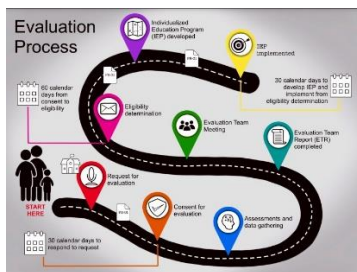 Evaluation
Process
Individualized
Education Program
(IEP) developed
IEP
implemented
60 calendar
days from
consent to
eligibility
30 calendar days to
develop IEP and
implement from
eligibility determination
Eligibility
determination
Evaluation Team
Meeting
Evaluation Team
Report (ETR)
completed
Request for
evaluation
START
HERE
Consent for
evaluation
Assessments and
data gathering
30 calendar days to
respond to request